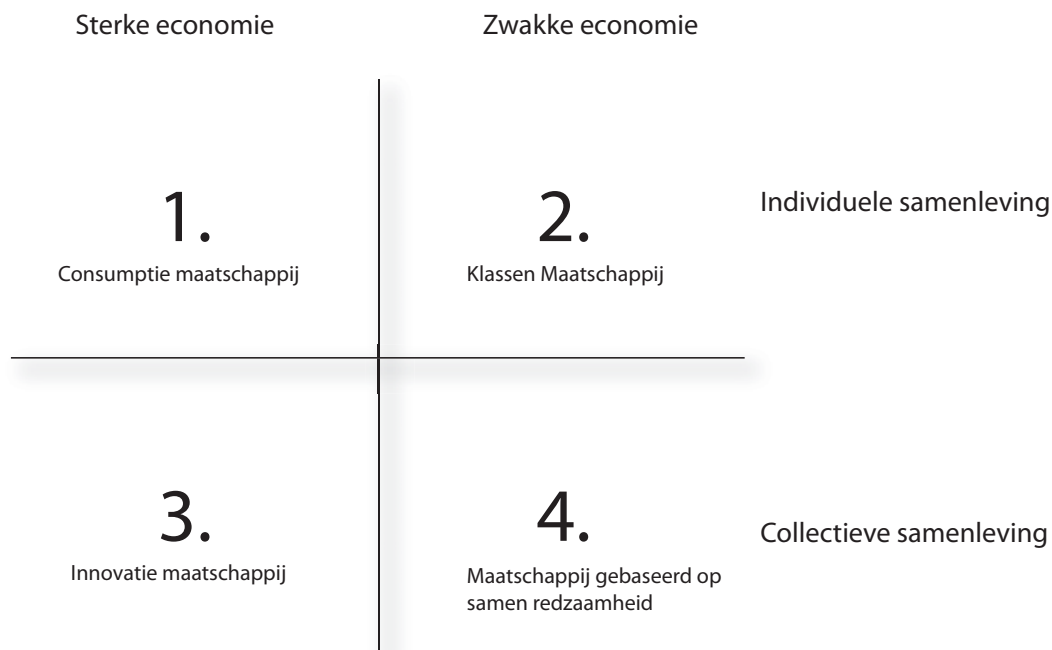 Sterke economie
Zwakke economie
1.
Consumptie maatschappij
2.
Klassen Maatschappij
Individuele samenleving
3.
Innovatie maatschappij
4.
Maatschappij gebaseerd op
samen redzaamheid
Collectieve samenleving